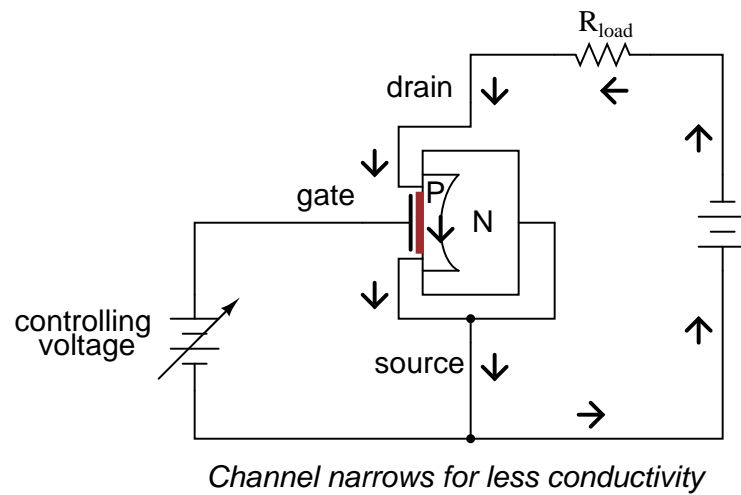 R_load
drain
P
gate
N
controlling
voltage
source
Channel narrows for less conductivity